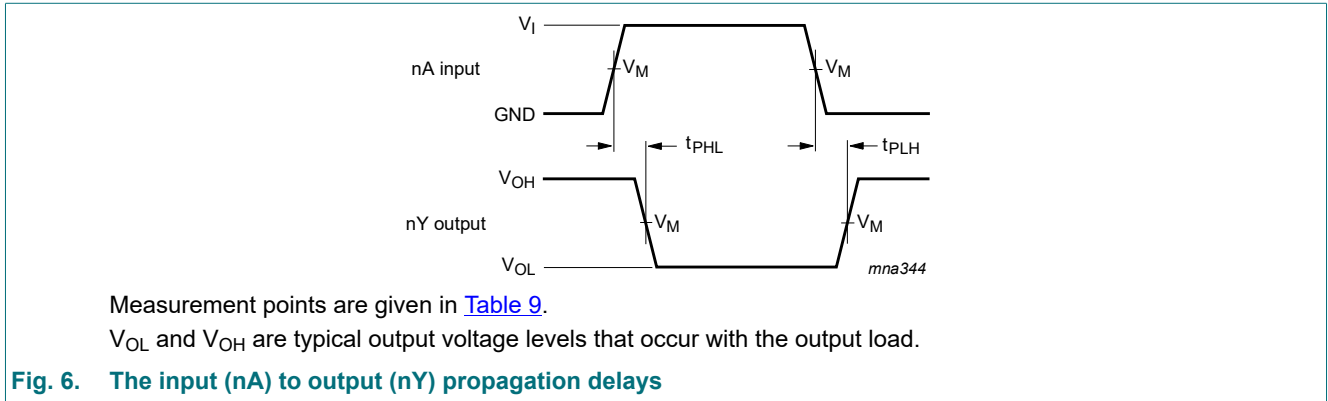 V_I
nA input
V_M
V_M
GND
t_PHL
t_PLH
V_OH
nY output
V_M
V_M
V_OL
mna344
Measurement points are given in Table 9.
V_OL and V_OH are typical output voltage levels that occur with the output load.
Fig. 6. The input (nA) to output (nY) propagation delays